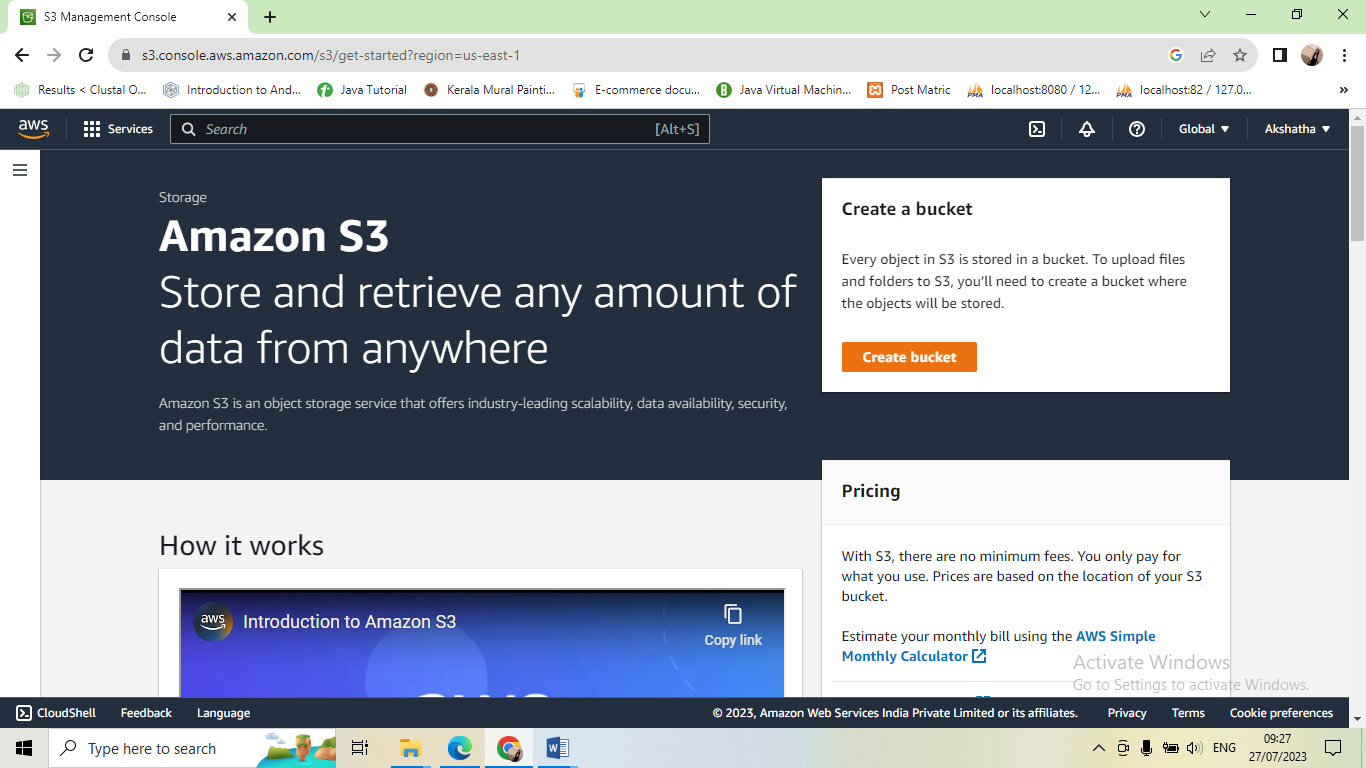 S3 Management Console
s3.console.aws.amazon.com/s3/get-started?region=us-east-1
Results < Clustal O...
Introduction to And...
Java Tutorial
Kerala Mural Painti...
E-commerce docu...
Java Virtual Machin...
Post Matric
localhost:8080 / 12...
localhost:82 / 127.0...
»
aws
Services
Search
[Alt+S]
Global
Akshatha
Storage
Amazon S3
Store and retrieve any amount of
data from anywhere
Amazon S3 is an object storage service that offers industry-leading scalability, data availability, security,
and performance.
Create a bucket
Every object in S3 is stored in a bucket. To upload files
and folders to S3, you'll need to create a bucket where
the objects will be stored.
Create bucket
How it works
aws
Introduction to Amazon S3
Copy link
Pricing
With S3, there are no minimum fees. You only pay for
what you use. Prices are based on the location of your S3
bucket.
Estimate your monthly bill using the AWS Simple
Monthly Calculator
Activate Windows
Go to Settings to activate Windows.
CloudShell
Feedback
Language
© 2023, Amazon Web Services India Private Limited or its affiliates.
Privacy
Terms
Cookie preferences
Type here to search
ENG
09:27
27/07/2023